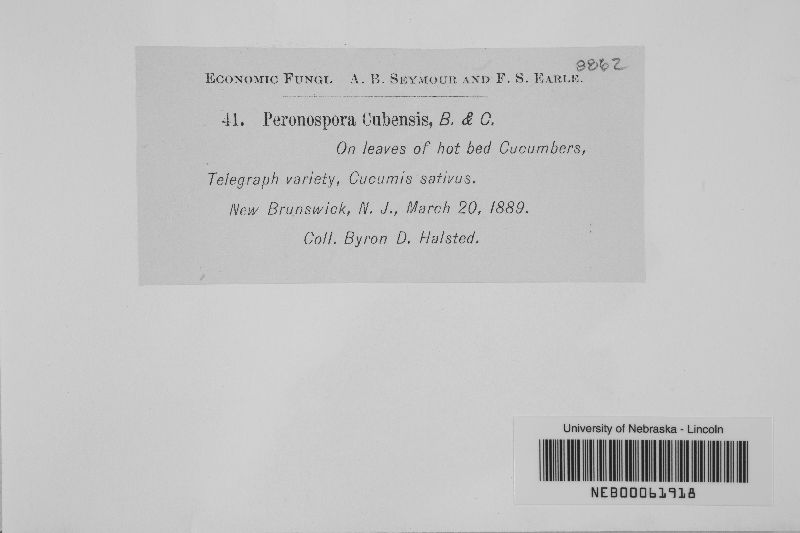 9862
Economic Fungi. A. B. Seymour and F. S. Earle.
41. Peronospora Cubensis, B. & C.
On leaves of hot bed Cucumbers,
Telegraph variety, Cucumis sativus.
New Brunswick, N. J., March 20, 1889.
Coll. Byron D. Halsted.
University of Nebraska - Lincoln
NEB00061918